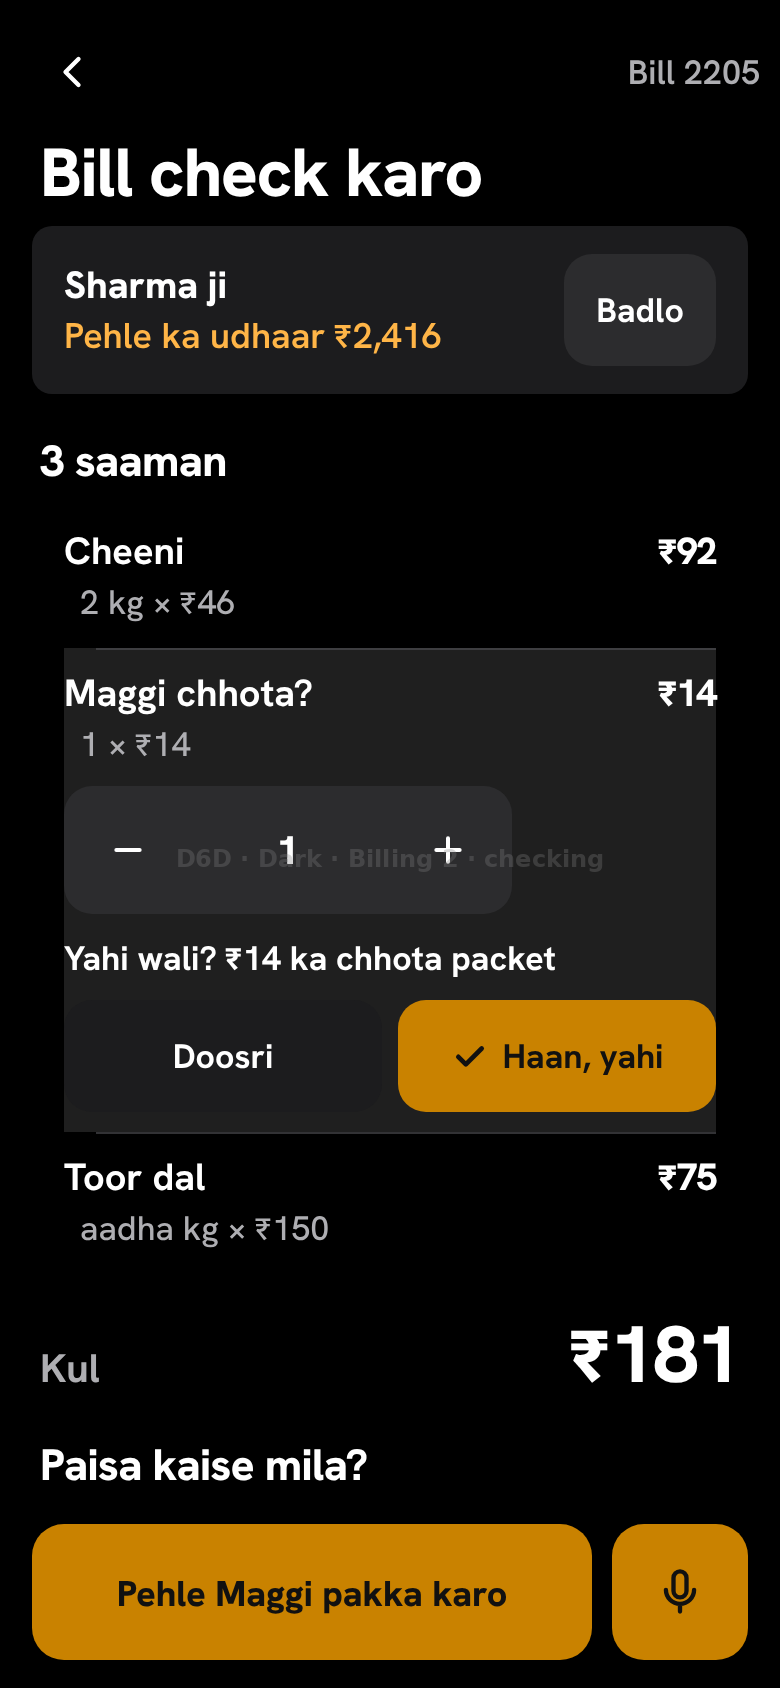 Bill 2205
Bill check karo
Sharma ji
Pehle ka udhaar ₹2,416
Badlo
3 saaman
Cheeni ₹92
2 kg × ₹46
Maggi chhota? ₹14
1 × ₹14
− 1 +
D6D · Dark · Billing 2 · checking
Yahi wali? ₹14 ka chhota packet
Doosri
Haan, yahi
Toor dal ₹75
aadha kg × ₹150
Kul ₹181
Paisa kaise mila?
Pehle Maggi pakka karo